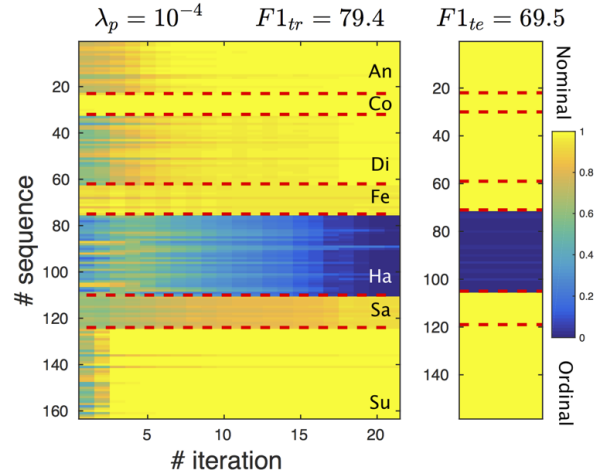 λp = 10−4 F1tr = 79.4 F1te = 69.5
20
40
60
80
100
120
140
160
# sequence
An
Co
Di
Fe
Ha
Sa
Su
5
10
15
20
# iteration
20
40
60
80
100
120
140
Nominal
1
0.8
0.6
0.4
0.2
0
Ordinal